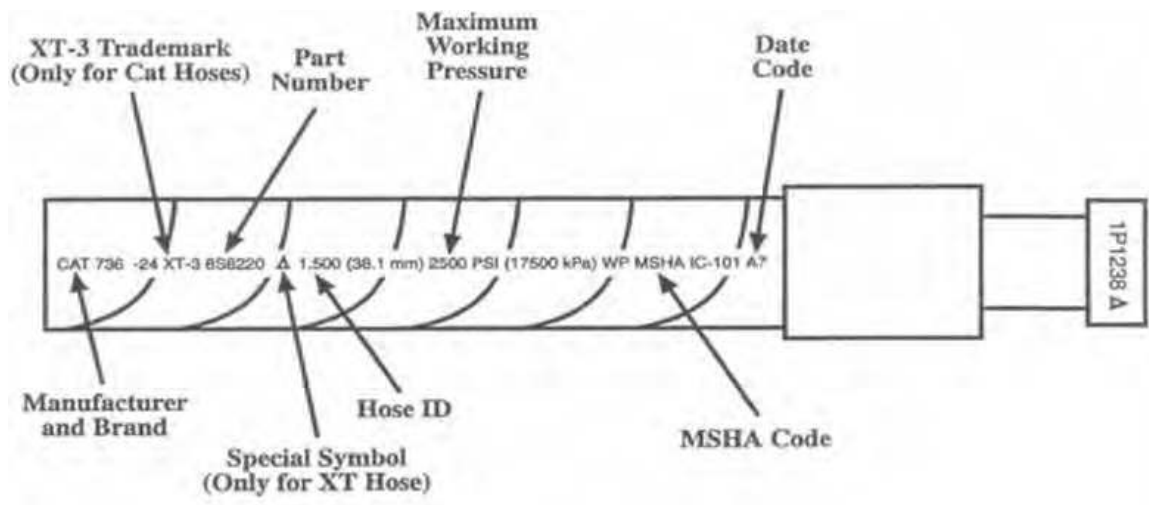 XT-3 Trademark
(Only for Cat Hoses)
Part
Number
Maximum
Working
Pressure
Date
Code
CAT 736 -24 XT-3 6S8220 Δ 1.500 (38.1 mm) 2500 PSI (17500 kPa) WP MSHA IC-101 A7
1P1238 Δ
Manufacturer
and Brand
Special Symbol
(Only for XT Hose)
Hose ID
MSHA Code